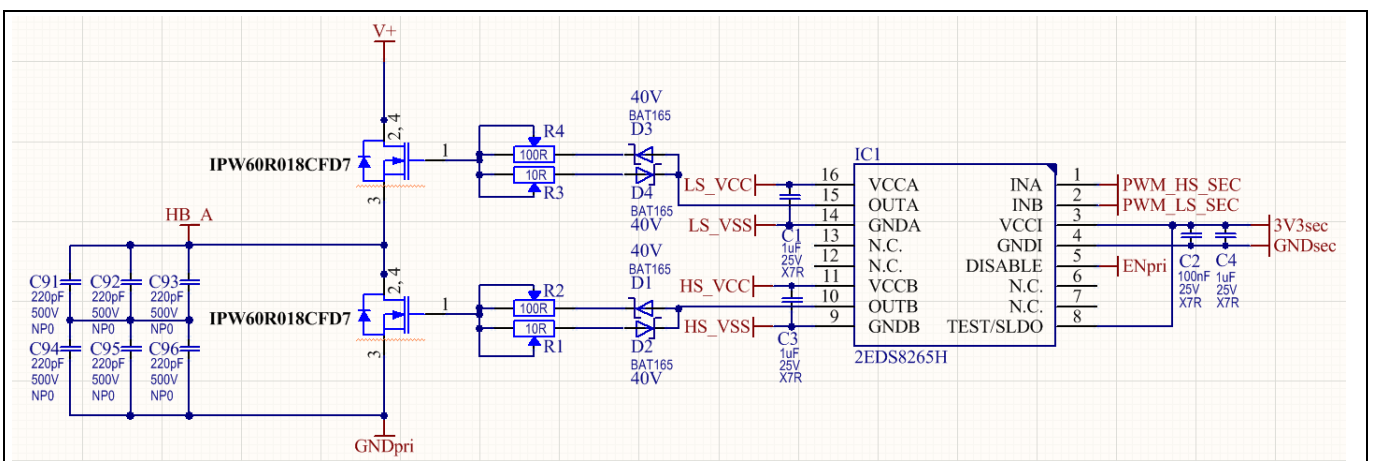 V+
2, 4
1
3
IPW60R018CFD7
HB_A
C91
220pF
500V
NP0
C92
220pF
500V
NP0
C93
220pF
500V
NP0
C94
220pF
500V
NP0
C95
220pF
500V
NP0
C96
220pF
500V
NP0
2, 4
1
3
IPW60R018CFD7
GNDpri
R4
100R
10R
R3
40V
BAT165
D3
D4
BAT165
40V
R2
100R
10R
R1
40V
BAT165
D1
D2
BAT165
40V
LS_VCC
LS_VSS
C1
1uF
25V
X7R
HS_VCC
HS_VSS
C3
1uF
25V
X7R
IC1
16 VCCA INA 1 PWM_HS_SEC
15 OUTA INB 2 PWM_LS_SEC
14 GNDA VCCI 3 3V3sec
13 N.C. GNDI 4 GNDsec
12 N.C. DISABLE 5 ENpri
11 VCCB N.C. 6
10 OUTB N.C. 7
9 GNDB TEST/SLDO 8
2EDS8265H
C2
100nF
25V
X7R
C4
1uF
25V
X7R